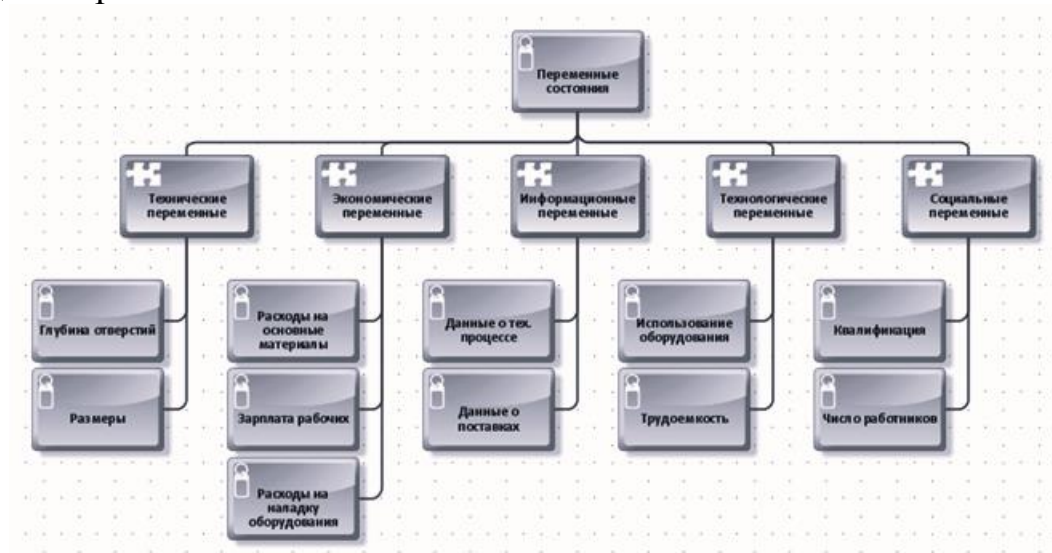 Переменные
состояния
Технические
переменные
Экономические
переменные
Информационные
переменные
Технологические
переменные
Социальные
переменные
Глубина отверстий
Расходы на
основные
материалы
Данные о тех.
процессе
Использование
оборудования
Квалификация
Размеры
Зарплата рабочих
Данные о
поставках
Трудоемкость
Число работников
Расходы на
наладку
оборудования